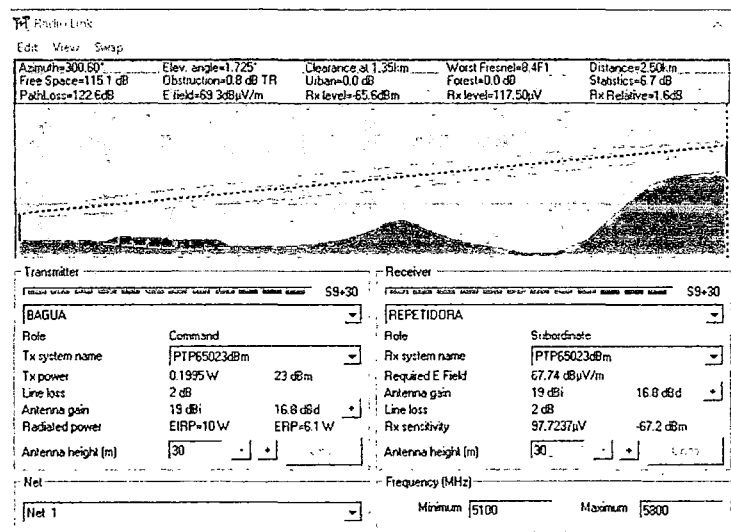 Radio Link
Edit View Swap
Azimuth=300.60° Elev. angle=1.725° Clearance at 1.35km Worst Fresnel=8.4F1 Distance=2.50km
Free Space=115.1 dB Obstruction=0.8 dB TR Urban=0.0 dB Forest=0.0 dB Statistics=6.7 dB
PathLoss=122.6dB E field=69.3dBμV/m Rx level=-65.6dBm Rx level=117.50μV Rx Relative=1.6dB
Transmitter
S9+30
BAGUA
Role Command
Tx system name PTP65023dBm
Tx power 0.1995 W 23 dBm
Line loss 2 dB
Antenna gain 19 dBi 16.8 dBd +
Radiated power EIRP=10 W ERP=6.1 W
Antenna height (m) 30 - +
Net
Net 1
Receiver
S9+30
REPETIDORA
Role Subordinate
Rx system name PTP65023dBm
Required E Field 67.74 dBμV/m
Antenna gain 19 dBi 16.8 dBd +
Line loss 2 dB
Rx sensitivity 97.7237μV -67.2 dBm
Antenna height (m) 30 - +
Frequency (MHz)
Minimum 5100 Maximum 5300